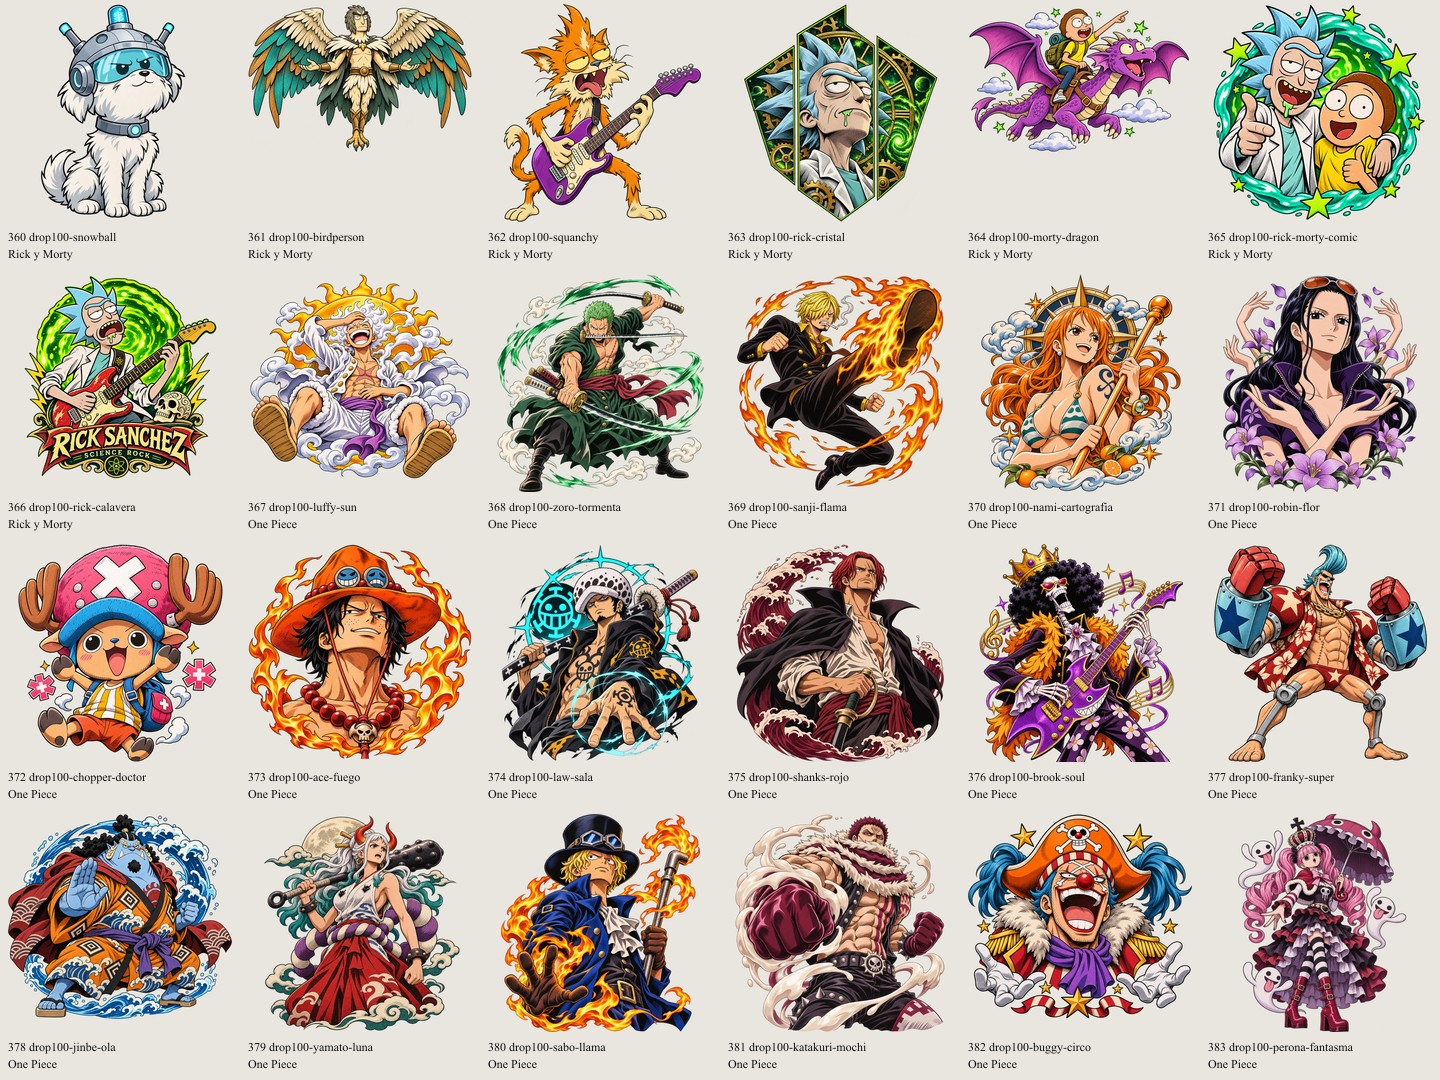 360 drop100-snowball
Rick y Morty
361 drop100-birdperson
Rick y Morty
362 drop100-squanchy
Rick y Morty
363 drop100-rick-cristal
Rick y Morty
364 drop100-morty-dragon
Rick y Morty
365 drop100-rick-morty-comic
Rick y Morty
RICK SANCHEZ
SCIENCE ROCK
366 drop100-rick-calavera
Rick y Morty
367 drop100-luffy-sun
One Piece
368 drop100-zoro-tormenta
One Piece
369 drop100-sanji-flama
One Piece
370 drop100-nami-cartografia
One Piece
371 drop100-robin-flor
One Piece
372 drop100-chopper-doctor
One Piece
373 drop100-ace-fuego
One Piece
374 drop100-law-sala
One Piece
375 drop100-shanks-rojo
One Piece
376 drop100-brook-soul
One Piece
377 drop100-franky-super
One Piece
378 drop100-jinbe-ola
One Piece
379 drop100-yamato-luna
One Piece
380 drop100-sabo-llama
One Piece
381 drop100-katakuri-mochi
One Piece
382 drop100-buggy-circo
One Piece
383 drop100-perona-fantasma
One Piece